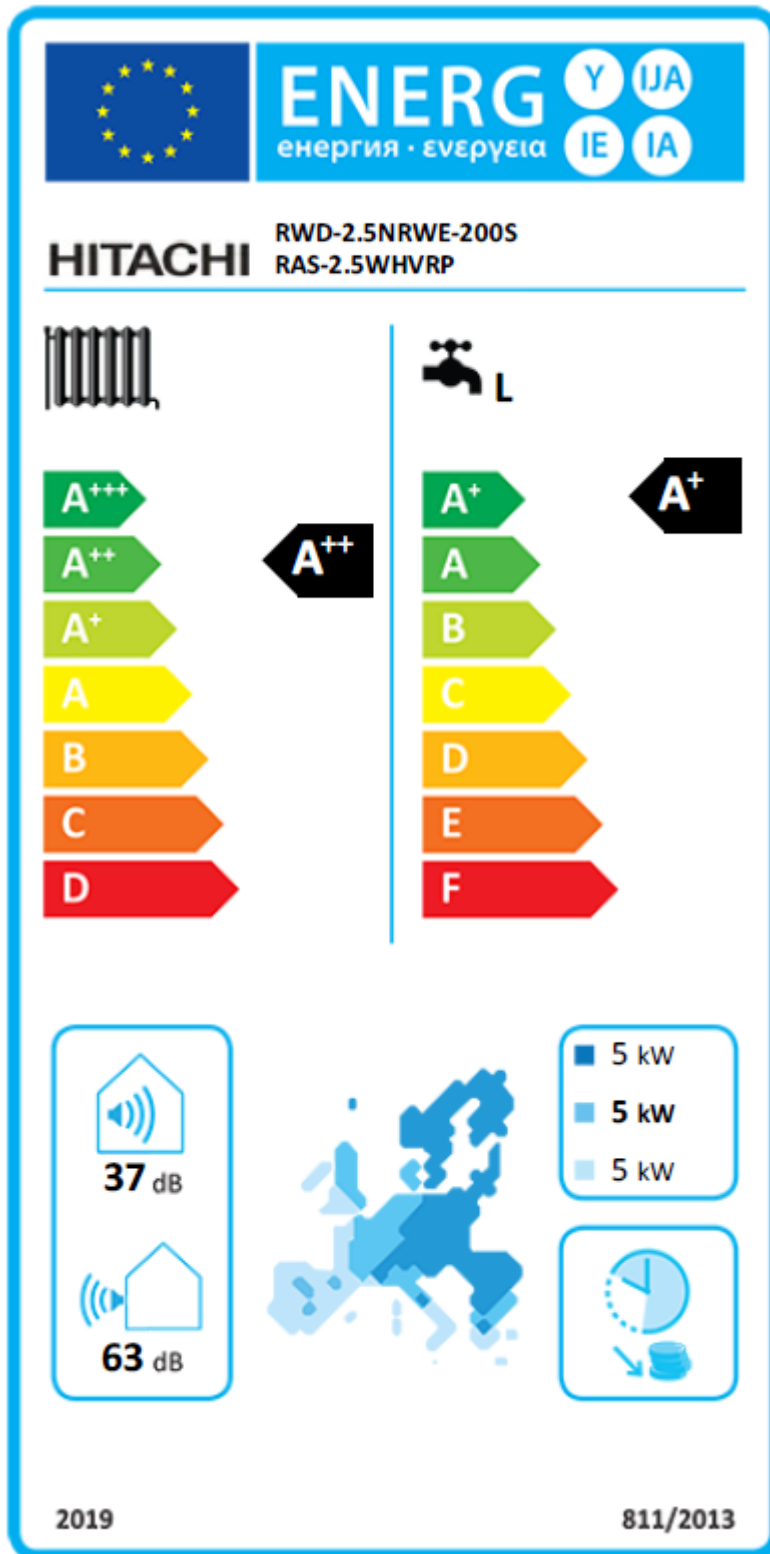 ENERG
Y IJA
IE IA
енергия · ενεργεια
HITACHI
RWD-2.5NRWE-200S
RAS-2.5WHVRP
L
A+++
A++
A+
A
B
C
D
A++
A+
A
B
C
D
E
F
A+
37 dB
63 dB
5 kW
5 kW
5 kW
2019
811/2013